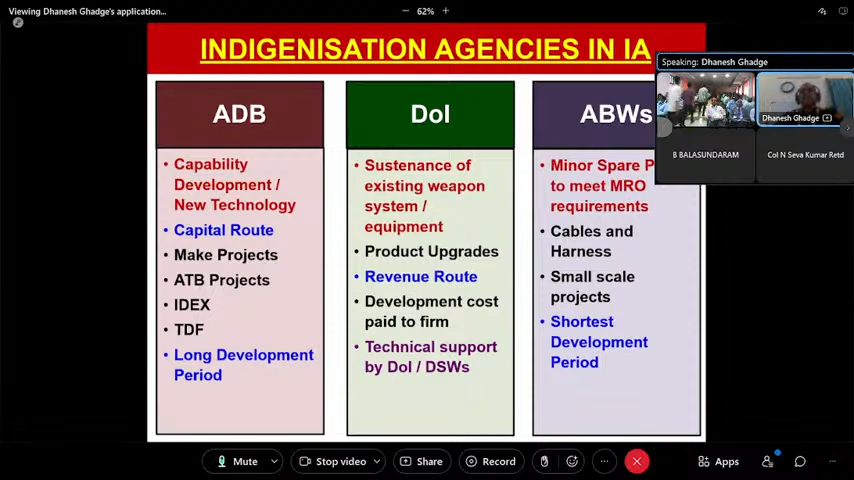 Viewing Dhanesh Ghadge's application...
62%
INDIGENISATION AGENCIES IN IA
Speaking: Dhanesh Ghadge
Dhanesh Ghadge
B BALASUNDARAM
Col N Seva Kumar Retd
ADB
• Capability
Development /
New Technology
• Capital Route
• Make Projects
• ATB Projects
• IDEX
• TDF
• Long Development
Period
DoI
• Sustenance of
existing weapon
system /
equipment
• Product Upgrades
• Revenue Route
• Development cost
paid to firm
• Technical support
by DoI / DSWs
ABWs
• Minor Spare P
to meet MRO
requirements
• Cables and
Harness
• Small scale
projects
• Shortest
Development
Period
Mute
Stop video
Share
Record
Apps